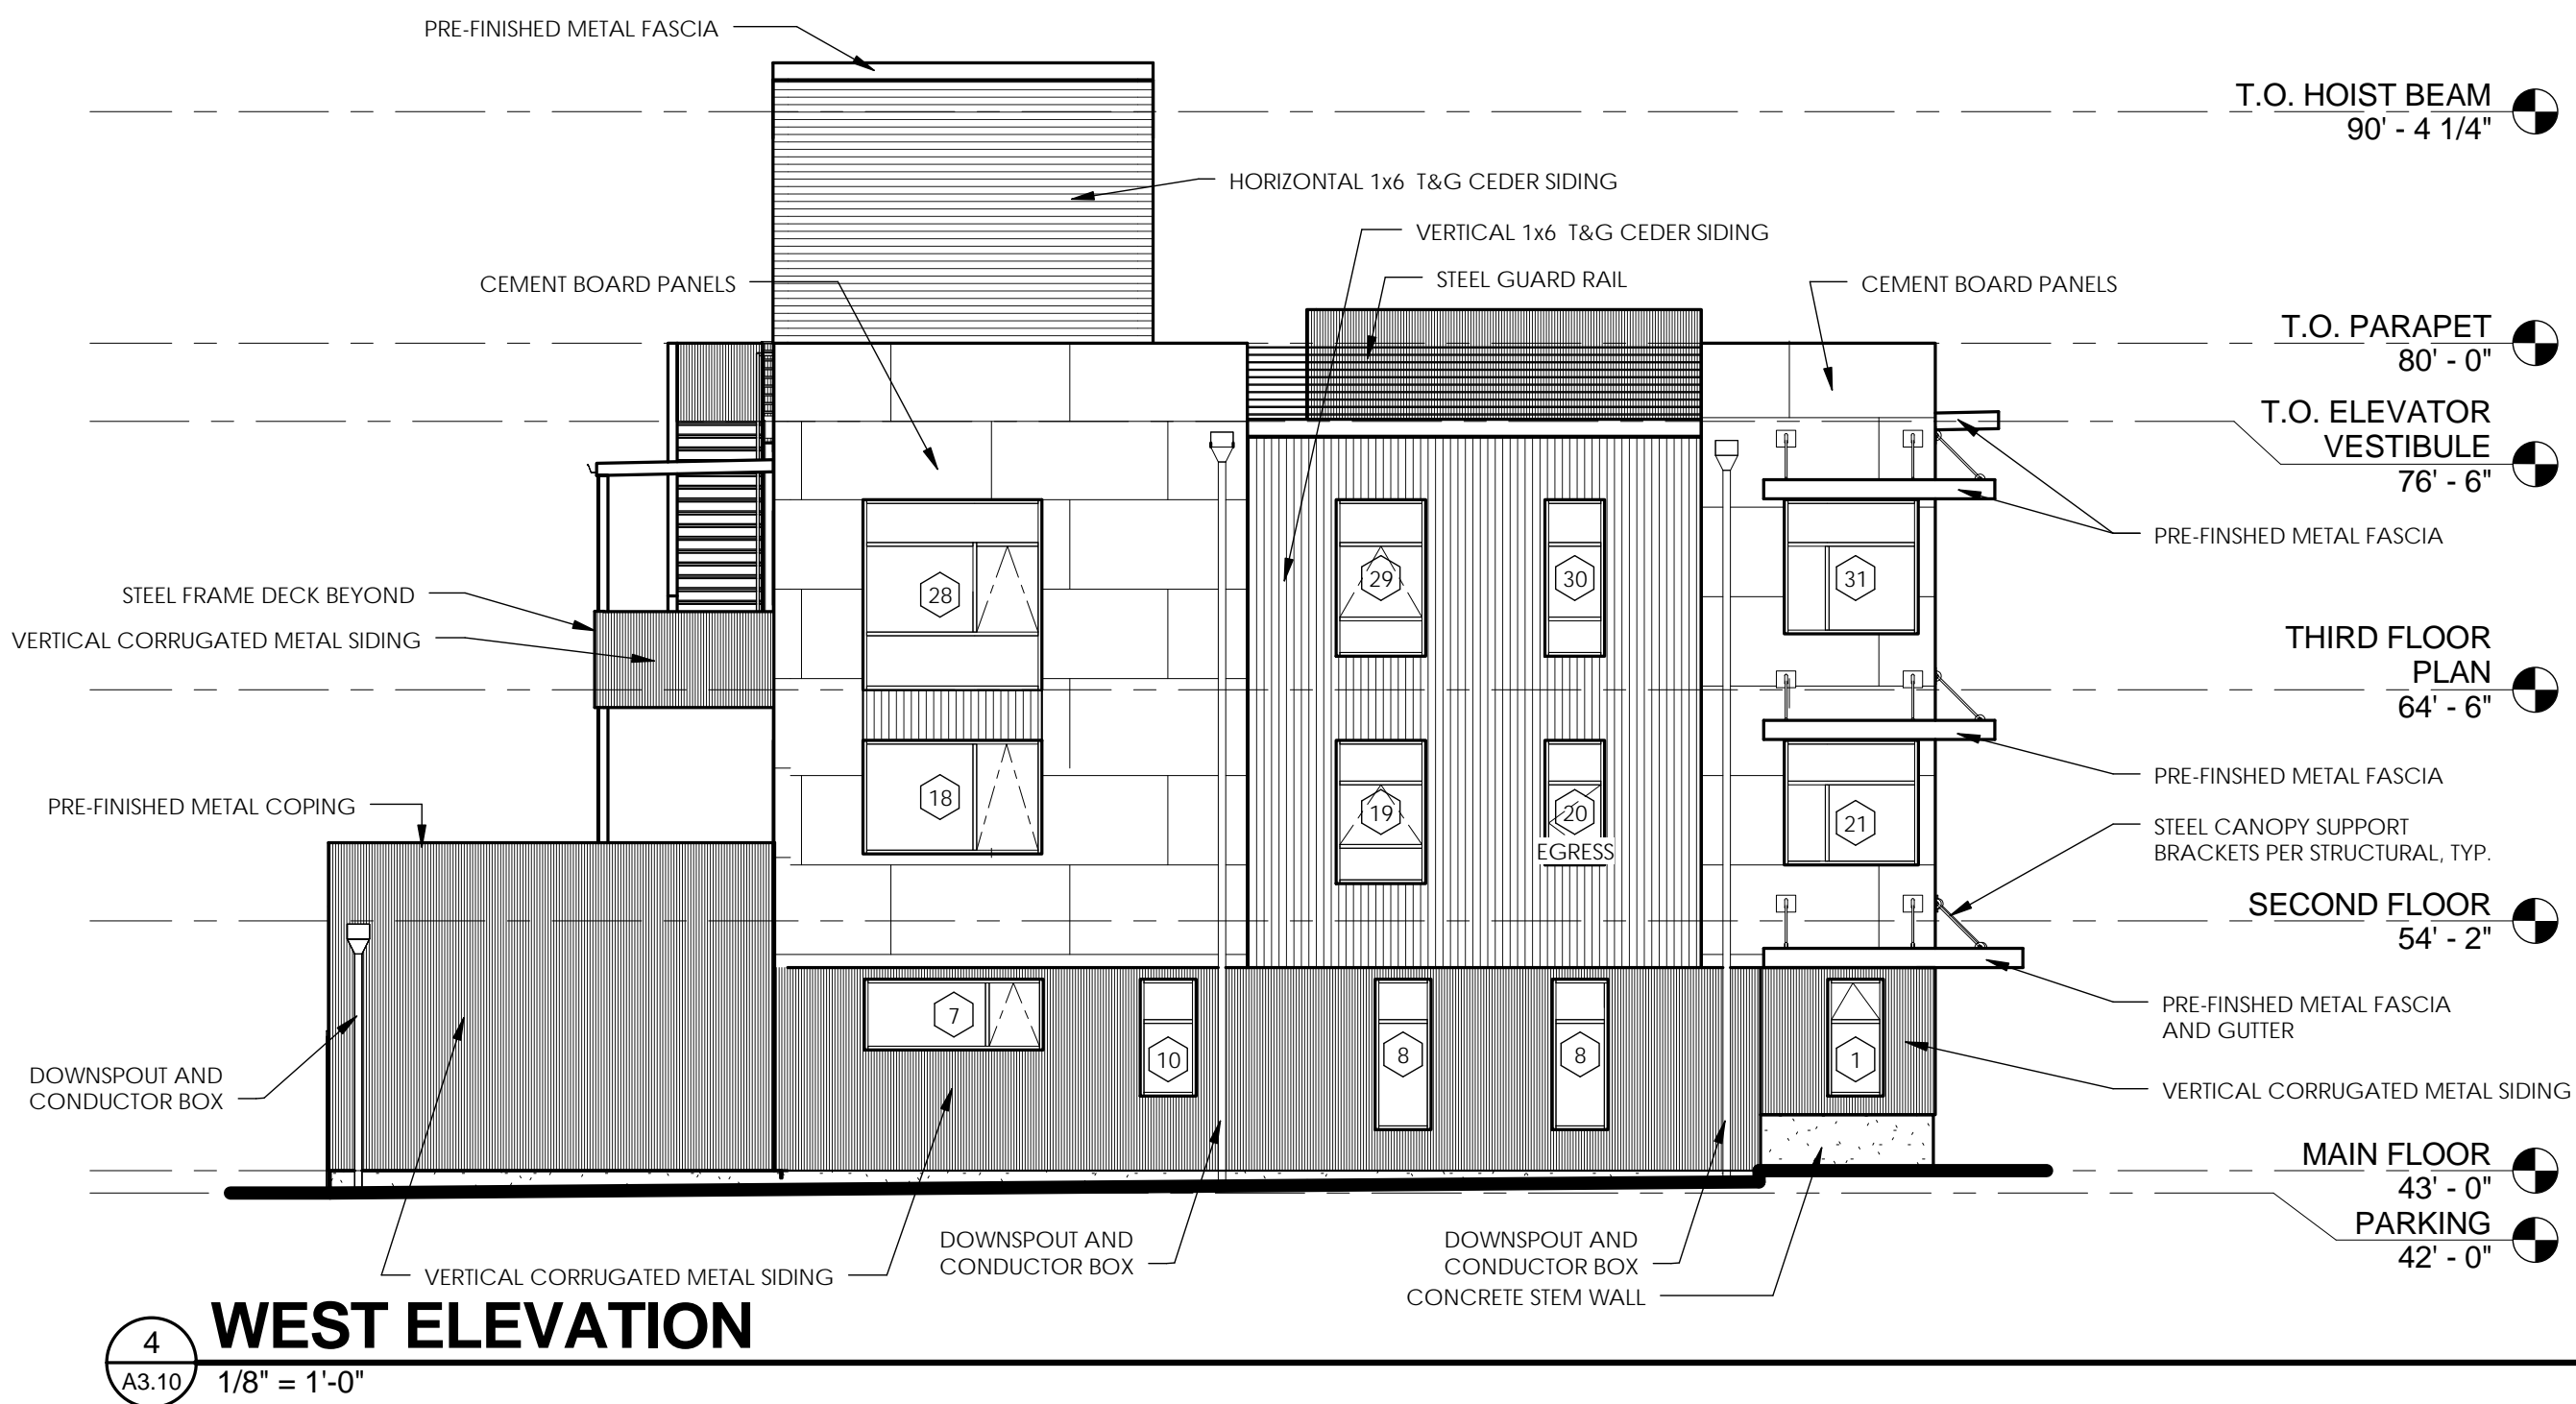 PRE-FINISHED METAL FASCIA
T.O. HOIST BEAM
90' - 4 1/4"
HORIZONTAL 1x6 T&G CEDER SIDING
VERTICAL 1x6 T&G CEDER SIDING
CEMENT BOARD PANELS
STEEL GUARD RAIL
CEMENT BOARD PANELS
T.O. PARAPET
80' - 0"
T.O. ELEVATOR
VESTIBULE
76' - 6"
PRE-FINSHED METAL FASCIA
28
29
30
31
STEEL FRAME DECK BEYOND
VERTICAL CORRUGATED METAL SIDING
THIRD FLOOR
PLAN
64' - 6"
PRE-FINSHED METAL FASCIA
PRE-FINISHED METAL COPING
18
19
20
EGRESS
21
STEEL CANOPY SUPPORT
BRACKETS PER STRUCTURAL, TYP.
SECOND FLOOR
54' - 2"
PRE-FINSHED METAL FASCIA
AND GUTTER
7
10
8
8
1
DOWNSPOUT AND
CONDUCTOR BOX
VERTICAL CORRUGATED METAL SIDING
MAIN FLOOR
43' - 0"
PARKING
42' - 0"
DOWNSPOUT AND
CONDUCTOR BOX
DOWNSPOUT AND
CONDUCTOR BOX
VERTICAL CORRUGATED METAL SIDING
CONCRETE STEM WALL
4
A3.10
WEST ELEVATION
1/8" = 1'-0"